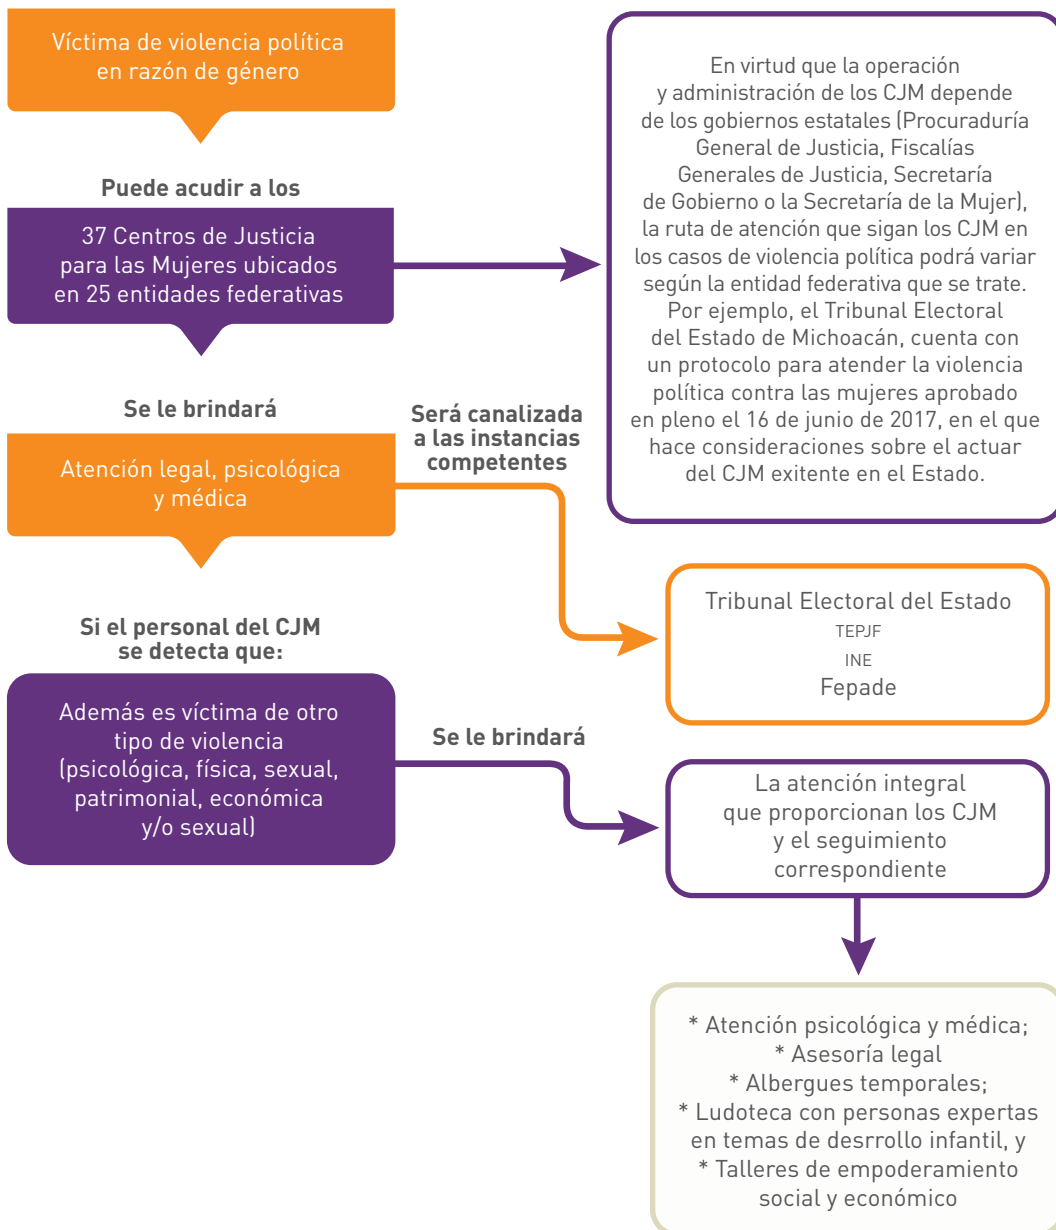 Víctima de violencia política
en razón de género
Puede acudir a los
37 Centros de Justicia
para las Mujeres ubicados
en 25 entidades federativas
En virtud que la operación
y administración de los CJM depende
de los gobiernos estatales (Procuraduría
General de Justicia, Fiscalías
Generales de Justicia, Secretaría
de Gobierno o la Secretaría de la Mujer),
la ruta de atención que sigan los CJM en
los casos de violencia política podrá variar
según la entidad federativa que se trate.
Por ejemplo, el Tribunal Electoral
del Estado de Michoacán, cuenta con
un protocolo para atender la violencia
política contra las mujeres aprobado
en pleno el 16 de junio de 2017, en el que
hace consideraciones sobre el actuar
del CJM exitente en el Estado.
Se le brindará
Atención legal, psicológica
y médica
Será canalizada
a las instancias
competentes
Tribunal Electoral del Estado
TEPJF
INE
Fepade
Si el personal del CJM
se detecta que:
Además es víctima de otro
tipo de violencia
(psicológica, física, sexual,
patrimonial, económica
y/o sexual)
Se le brindará
La atención integral
que proporcionan los CJM
y el seguimiento
correspondiente
* Atención psicológica y médica;
* Asesoría legal
* Albergues temporales;
* Ludoteca con personas expertas
en temas de desrrollo infantil, y
* Talleres de empoderamiento
social y económico